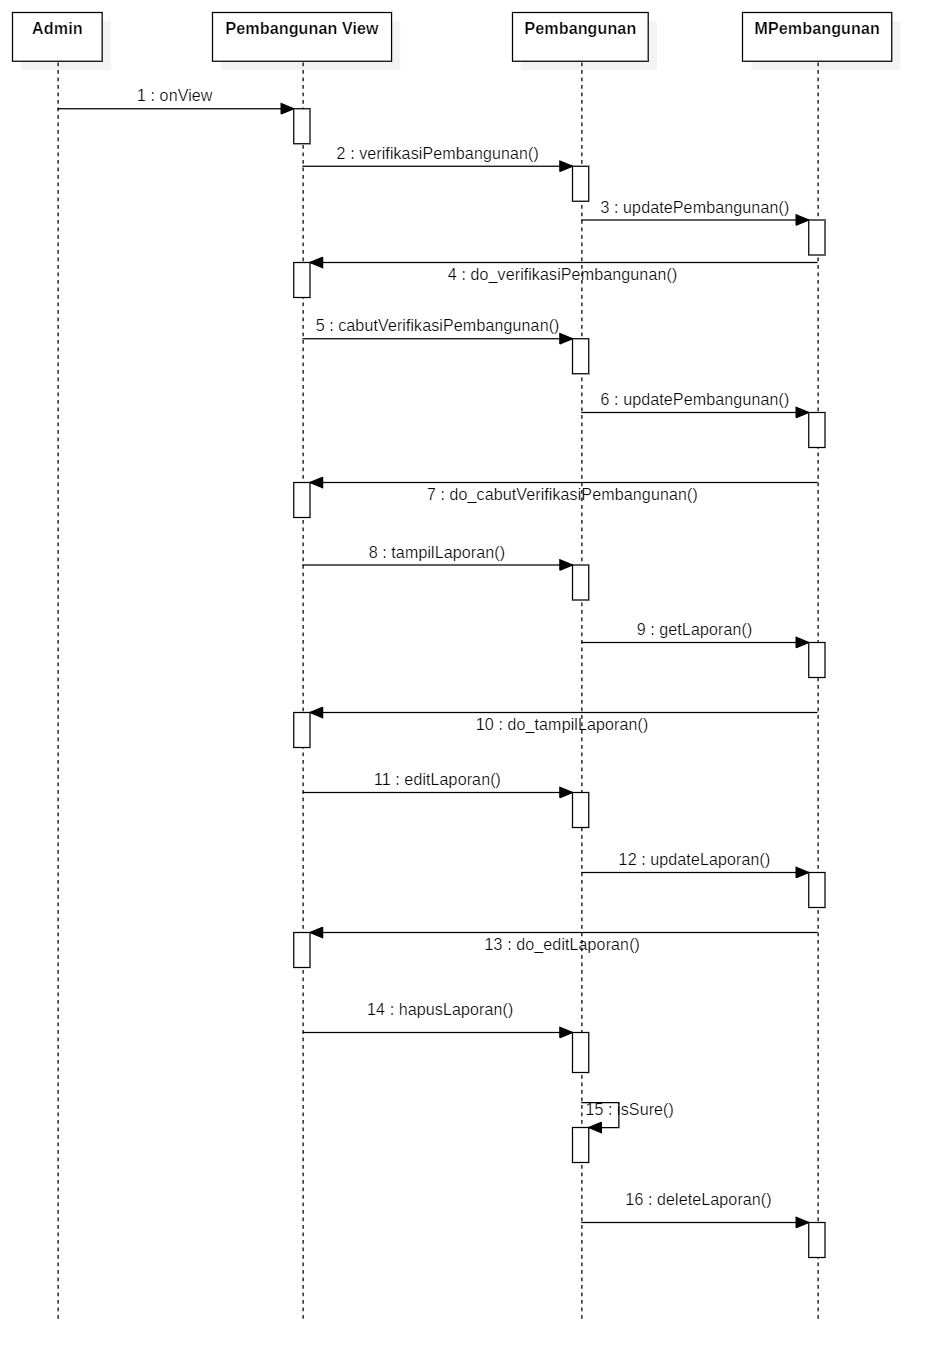 Admin
Pembangunan View
Pembangunan
MPembangunan
1 : onView
2 : verifikasiPembangunan()
3 : updatePembangunan()
4 : do_verifikasiPembangunan()
5 : cabutVerifikasiPembangunan()
6 : updatePembangunan()
7 : do_cabutVerifikasiPembangunan()
8 : tampilLaporan()
9 : getLaporan()
10 : do_tampilLaporan()
11 : editLaporan()
12 : updateLaporan()
13 : do_editLaporan()
14 : hapusLaporan()
15 : isSure()
16 : deleteLaporan()